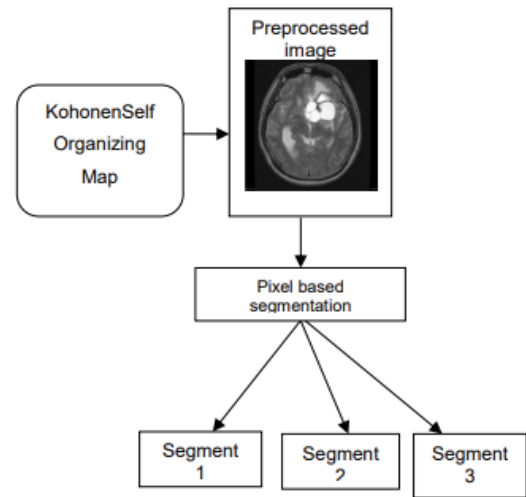 Preprocessed
image
KohonenSelf
Organizing
Map
Pixel based
segmentation
Segment
1
Segment
2
Segment
3